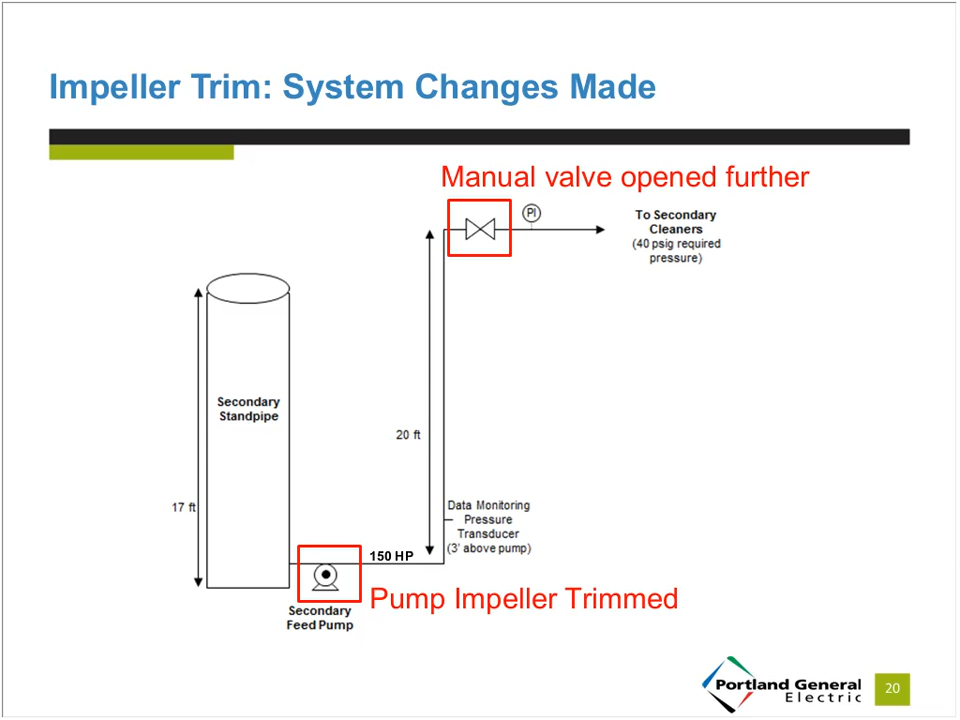 Impeller Trim: System Changes Made
Manual valve opened further
PI
To Secondary
Cleaners
(40 psig required
pressure)
Secondary
Standpipe
20 ft
17 ft
Data Monitoring
Pressure
Transducer
(3' above pump)
150 HP
Pump Impeller Trimmed
Secondary
Feed Pump
Portland General
Electric
20